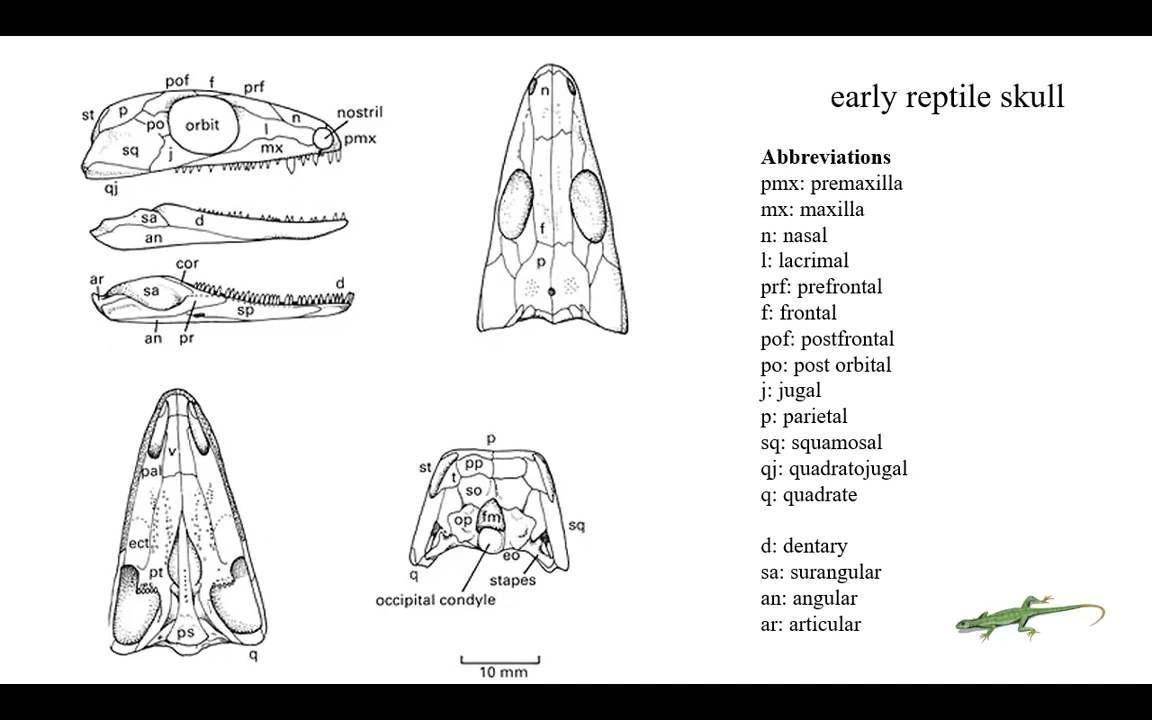 early reptile skull
Abbreviations
pmx: premaxilla
mx: maxilla
n: nasal
l: lacrimal
prf: prefrontal
f: frontal
pof: postfrontal
po: post orbital
j: jugal
p: parietal
sq: squamosal
qj: quadratojugal
q: quadrate
d: dentary
sa: surangular
an: angular
ar: articular
pof f prf
st p po orbit l n nostril
sq j mx pmx
qj
sa d
an
cor
ar sa d
sp
an pr
n
f
p
v
pal
ect
pt
ps
q
p
st pp
t
so
op fm
sq
eo
q stapes
occipital condyle
10 mm